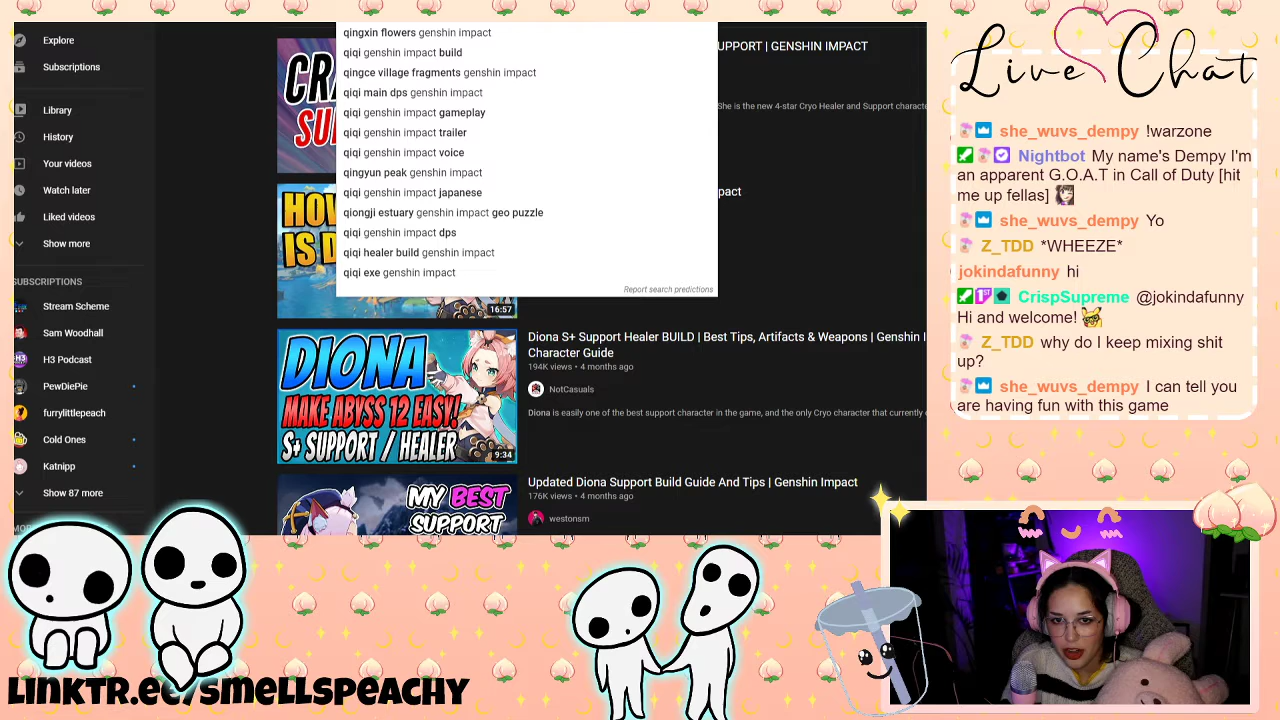 Explore
Subscriptions
Library
History
Your videos
Watch later
Liked videos
Show more
SUBSCRIPTIONS
Stream Scheme
Sam Woodhall
H3 Podcast
PewDiePie
furrylittlepeach
Cold Ones
Katnipp
Show 87 more
qingxin flowers genshin impact
qiqi genshin impact build
qingce village fragments genshin impact
qiqi main dps genshin impact
qiqi genshin impact gameplay
qiqi genshin impact trailer
qiqi genshin impact voice
qingyun peak genshin impact
qiqi genshin impact japanese
qiongji estuary genshin impact geo puzzle
qiqi genshin impact dps
qiqi healer build genshin impact
qiqi exe genshin impact
Report search predictions
UPPORT | GENSHIN IMPACT
She is the new 4-star Cryo Healer and Support characte
pact
HOW
IS D
16:57
DIONA
MAKE ABYSS 12 EASY!
S+ SUPPORT / HEALER
9:34
Diona S+ Support Healer BUILD | Best Tips, Artifacts & Weapons | Genshin I
Character Guide
194K views • 4 months ago
NotCasuals
Diona is easily one of the best support character in the game, and the only Cryo character that currently
MY BEST
SUPPORT
Updated Diona Support Build Guide And Tips | Genshin Impact
176K views • 4 months ago
westonsm
Live Chat
she_wuvs_dempy !warzone
Nightbot My name's Dempy I'm
an apparent G.O.A.T in Call of Duty [hit
me up fellas]
she_wuvs_dempy Yo
Z_TDD *WHEEZE*
jokindafunny hi
CrispSupreme @jokindafunny
Hi and welcome!
Z_TDD why do I keep mixing shit
up?
she_wuvs_dempy I can tell you
are having fun with this game
linktr.ee/smellspeachy